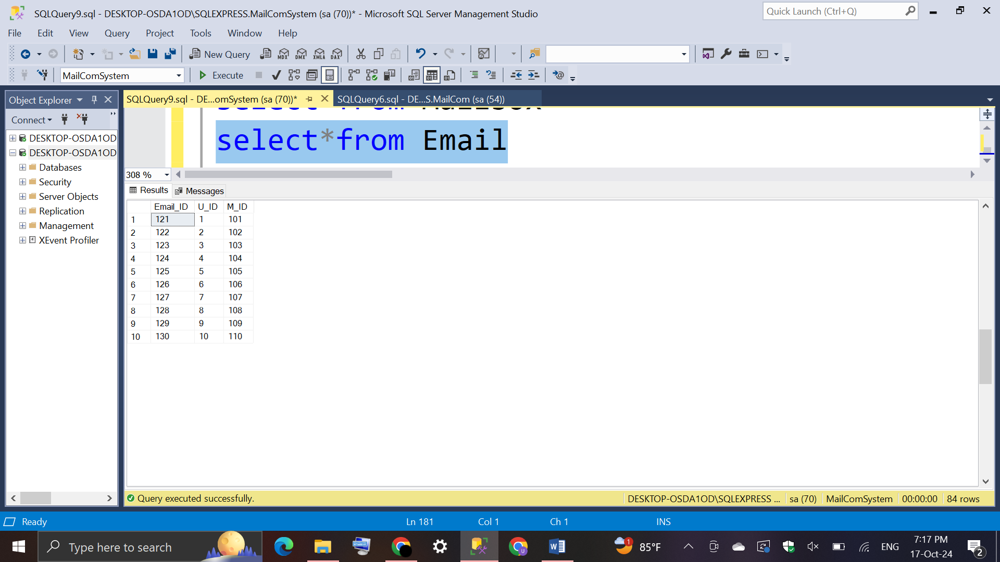 SQLQuery9.sql - DESKTOP-OSDA1OD\SQLEXPRESS.MailComSystem (sa (70))* - Microsoft SQL Server Management Studio
Quick Launch (Ctrl+Q)
File Edit View Query Project Tools Window Help
New Query MDX DMX XMLA DAX
MailComSystem Execute
Object Explorer
SQLQuery9.sql - DE...omSystem (sa (70))* SQLQuery6.sql - DE...S.MailCom (sa (54))
Connect
DESKTOP-OSDA1OD
DESKTOP-OSDA1OD
Databases
Security
Server Objects
Replication
Management
XEvent Profiler
select*from Email
308 %
Results Messages
Email_ID U_ID M_ID
1 121 1 101
2 122 2 102
3 123 3 103
4 124 4 104
5 125 5 105
6 126 6 106
7 127 7 107
8 128 8 108
9 129 9 109
10 130 10 110
Query executed successfully. DESKTOP-OSDA1OD\SQLEXPRESS ... sa (70) MailComSystem 00:00:00 84 rows
Ready Ln 181 Col 1 Ch 1 INS
Type here to search 1 85°F ENG 7:17 PM
17-Oct-24 2